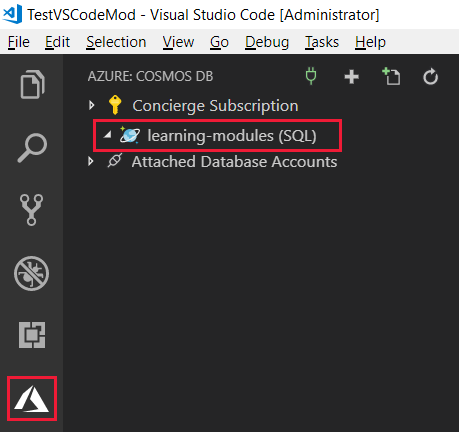 TestVSCodeMod - Visual Studio Code [Administrator]
File Edit Selection View Go Debug Tasks Help
AZURE: COSMOS DB
Concierge Subscription
learning-modules (SQL)
Attached Database Accounts